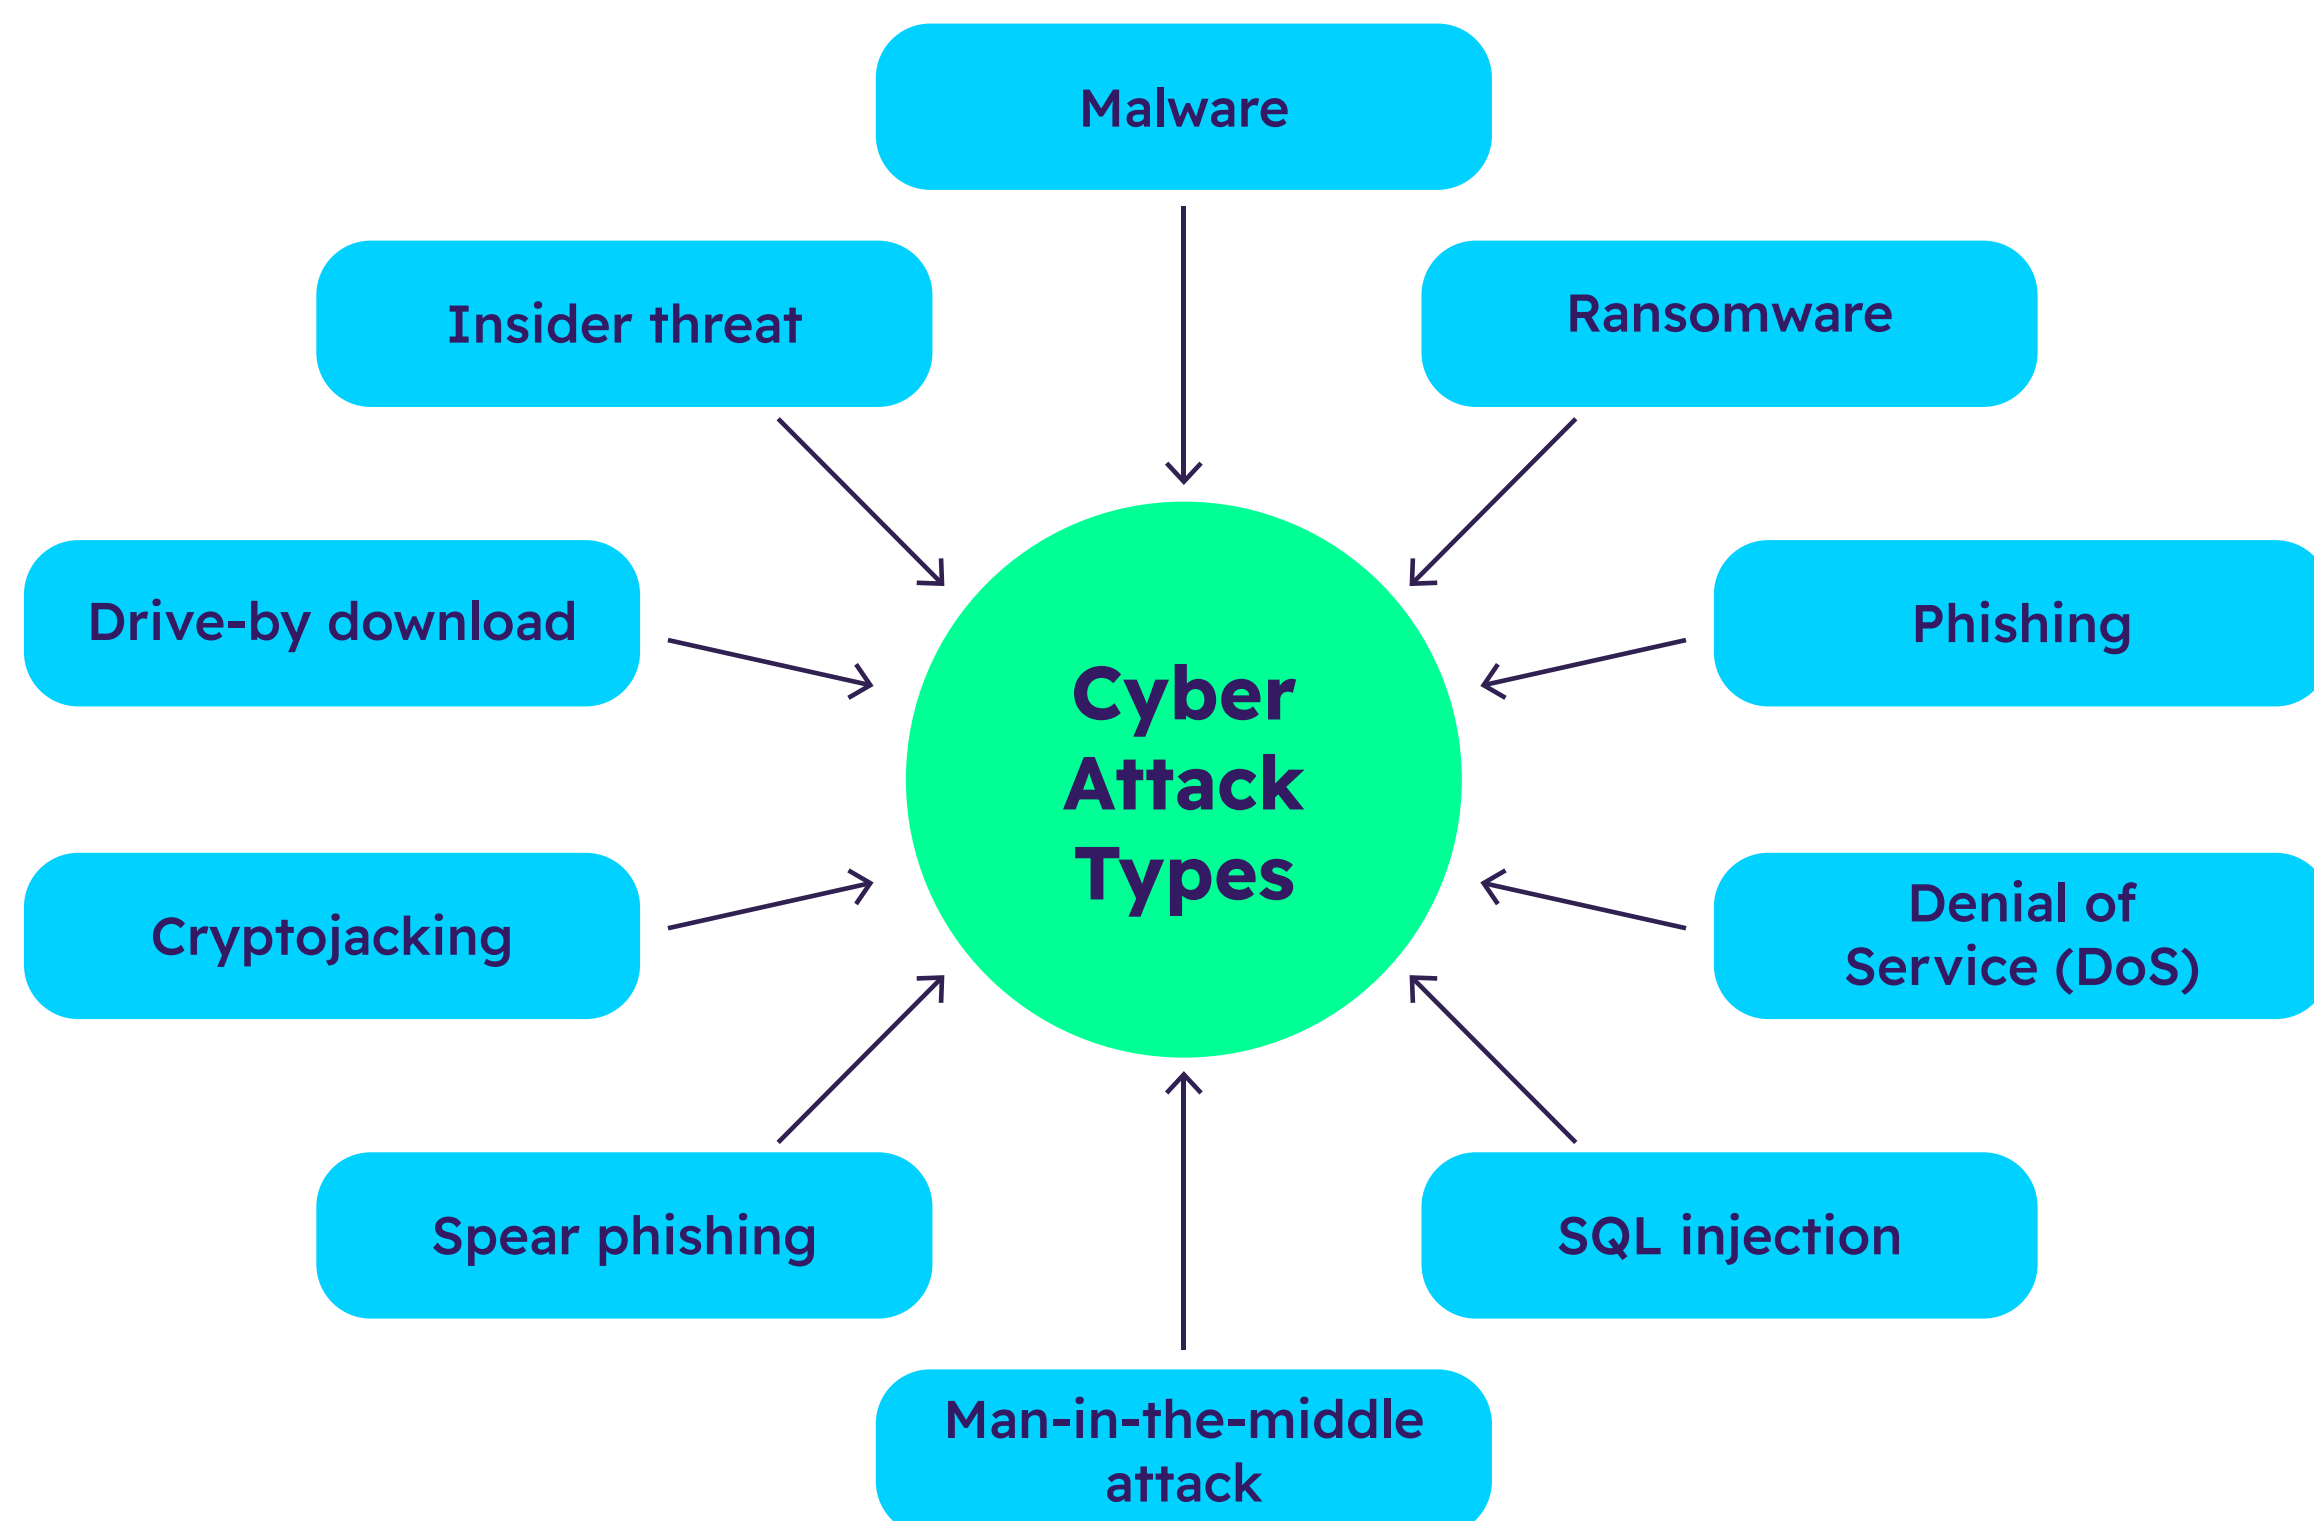 Malware
Insider threat
Ransomware
Drive-by download
Phishing
Cyber
Attack
Types
Cryptojacking
Denial of
Service (DoS)
Spear phishing
SQL injection
Man-in-the-middle
attack